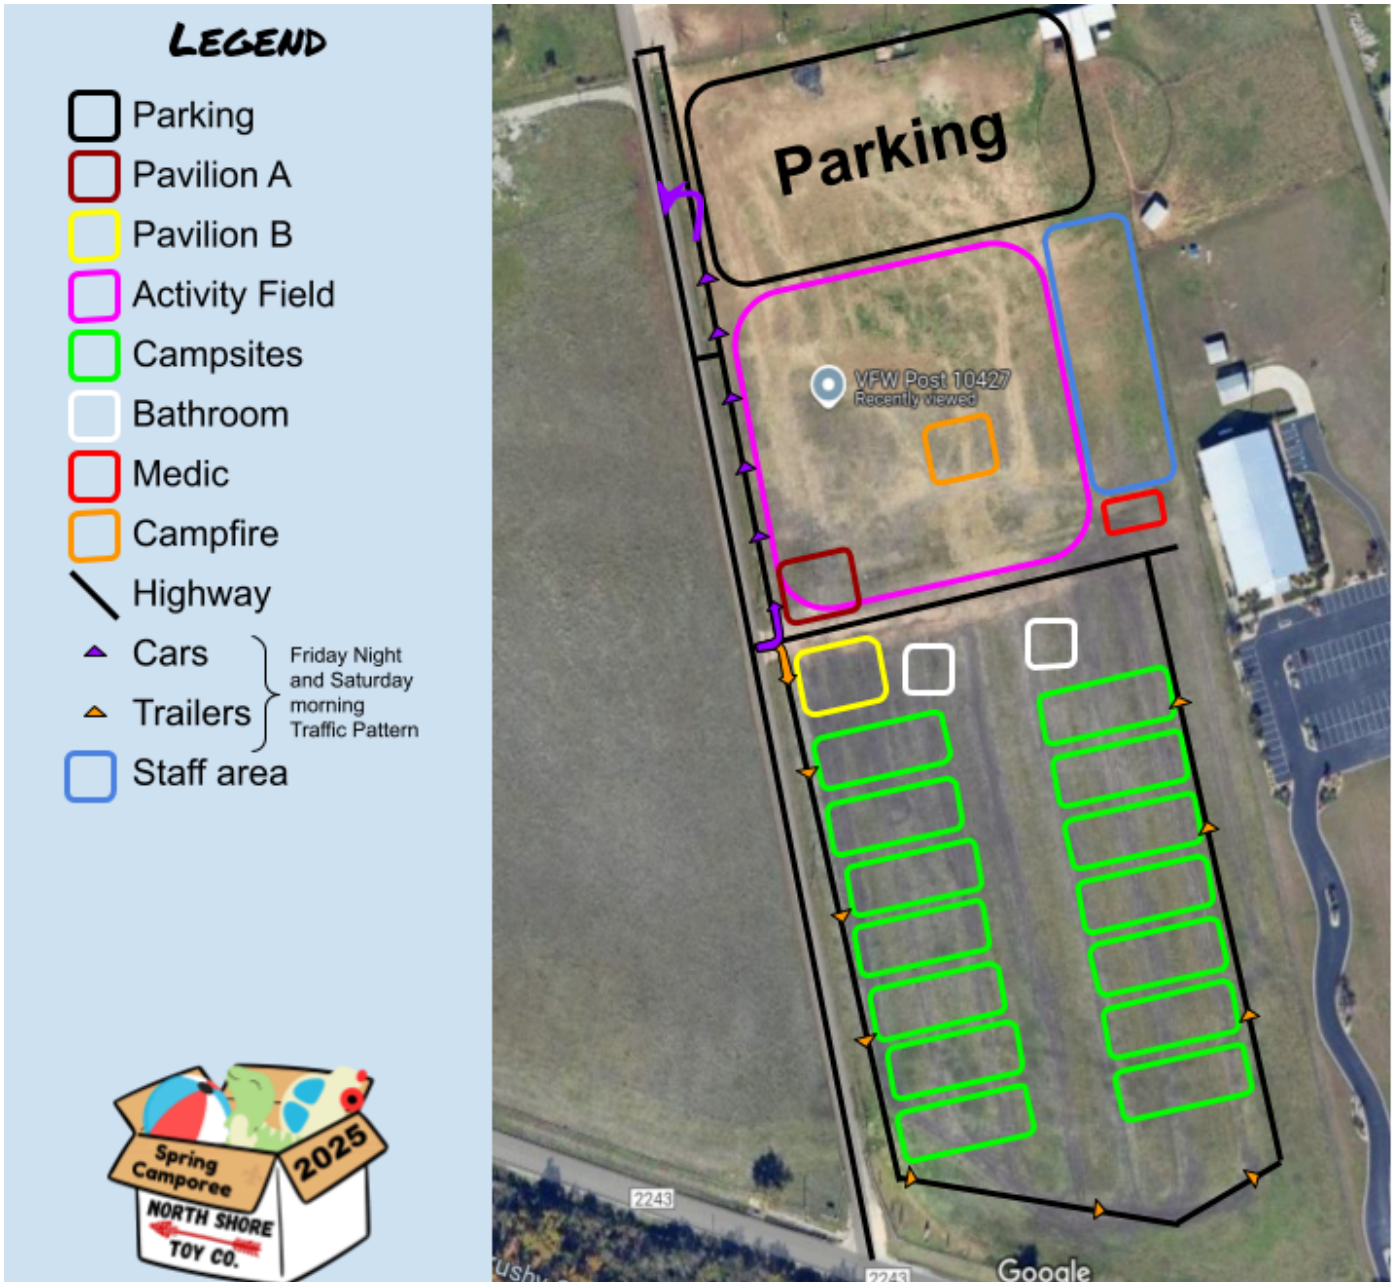 LEGEND
Parking
Pavilion A
Pavilion B
Activity Field
Campsites
Bathroom
Medic
Campfire
Highway
Cars
Trailers
Friday Night
and Saturday
morning
Traffic Pattern
Staff area
Spring
Camporee
2025
NORTH SHORE
TOY CO.
Parking
VFW Post 10427
Recently viewed
2243
2243
Google